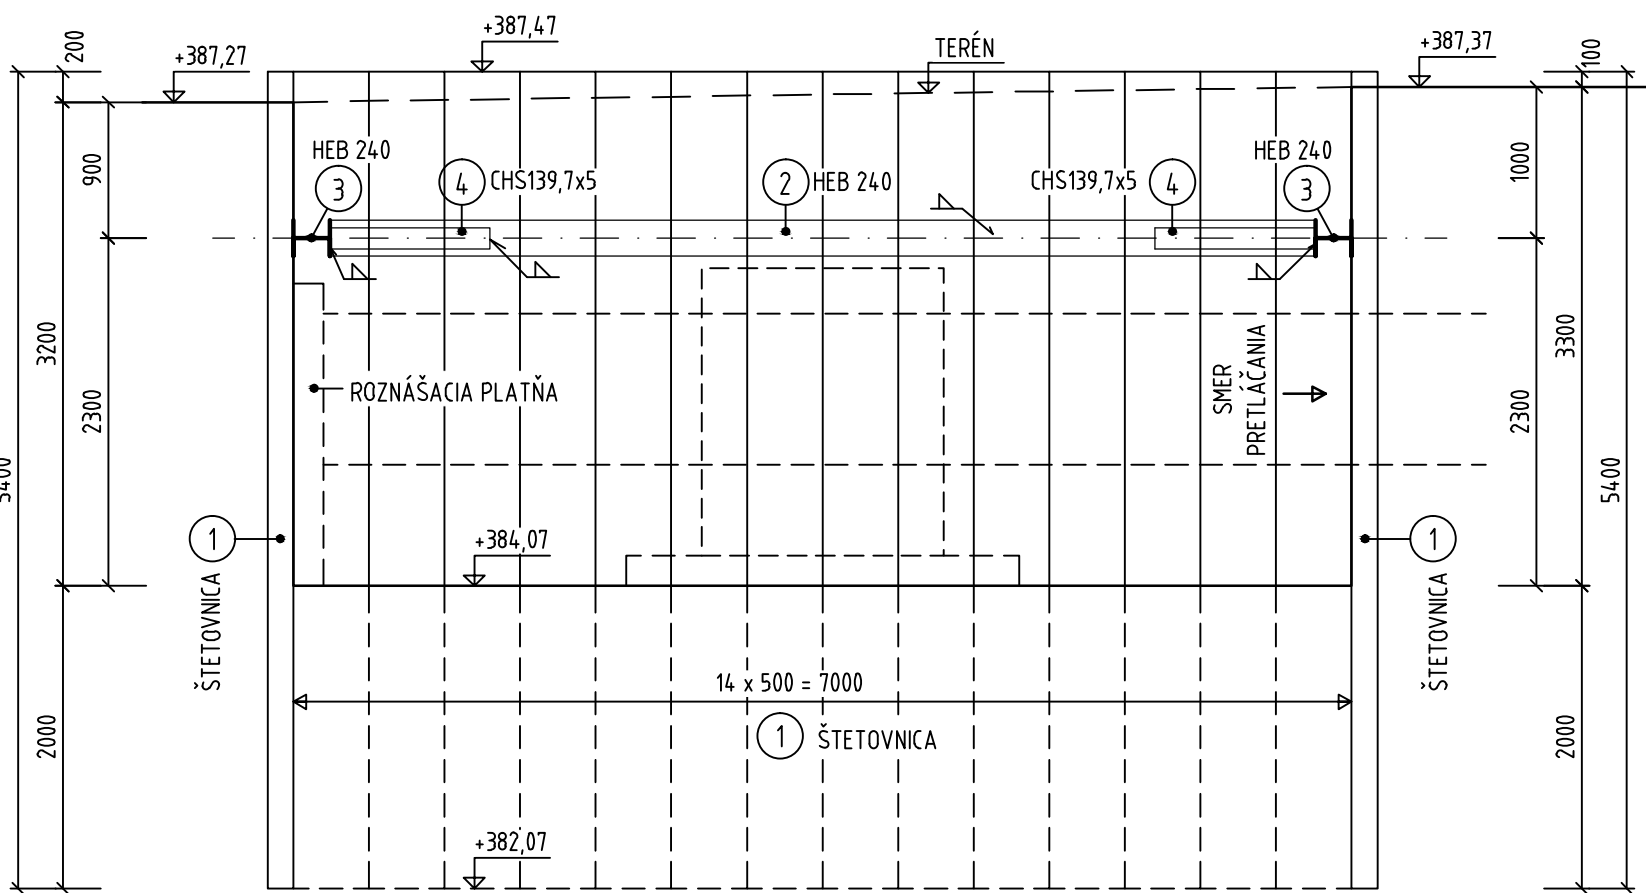 +387,47
+387,27
TERÉN
+387,37
200
100
HEB 240
3
4
CHS139,7x5
2
HEB 240
CHS139,7x5
4
HEB 240
3
900
1000
3200
2300
3300
2300
ROZNÁŠACIA PLATŇA
SMER
PRETLÁČANIA
5400
5400
1
ŠTETOVNICA
+384,07
1
ŠTETOVNICA
14 x 500 = 7000
1
ŠTETOVNICA
2000
2000
+382,07